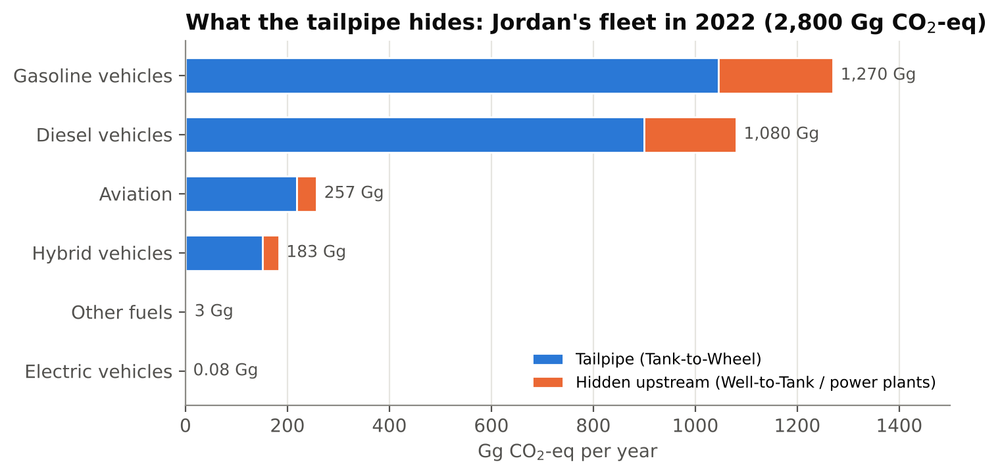 What the tailpipe hides: Jordan's fleet in 2022 (2,800 Gg CO₂-eq)
Gasoline vehicles
1,270 Gg
Diesel vehicles
1,080 Gg
Aviation
257 Gg
Hybrid vehicles
183 Gg
Other fuels
3 Gg
Electric vehicles
0.08 Gg
Tailpipe (Tank-to-Wheel)
Hidden upstream (Well-to-Tank / power plants)
0 200 400 600 800 1000 1200 1400
Gg CO₂-eq per year